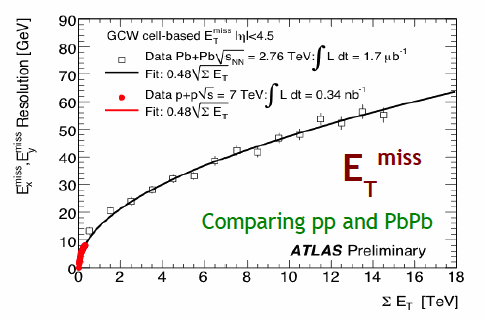 GCW cell-based E_T^miss |η|<4.5
Data Pb+Pb√s_NN = 2.76 TeV:∫ L dt = 1.7 μb⁻¹
Fit: 0.48√Σ E_T
Data p+p√s = 7 TeV:∫ L dt = 0.34 nb⁻¹
Fit: 0.48√Σ E_T
E_x^miss,E_y^miss Resolution [GeV]
90
80
70
60
50
40
30
20
10
0
E_T^miss
Comparing pp and PbPb
ATLAS Preliminary
0 2 4 6 8 10 12 14 16 18
Σ E_T [TeV]